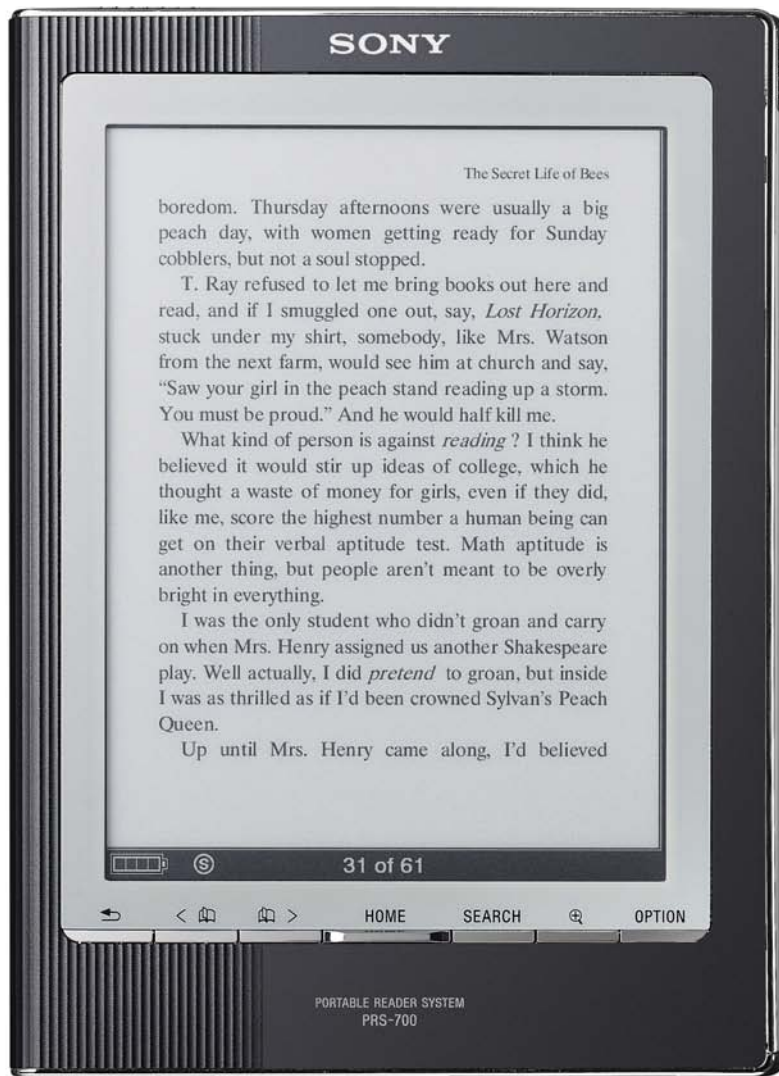 SONY
The Secret Life of Bees
boredom. Thursday afternoons were usually a big
peach day, with women getting ready for Sunday
cobblers, but not a soul stopped.
T. Ray refused to let me bring books out here and
read, and if I smuggled one out, say, Lost Horizon,
stuck under my shirt, somebody, like Mrs. Watson
from the next farm, would see him at church and say,
“Saw your girl in the peach stand reading up a storm.
You must be proud.” And he would half kill me.
What kind of person is against reading ? I think he
believed it would stir up ideas of college, which he
thought a waste of money for girls, even if they did,
like me, score the highest number a human being can
get on their verbal aptitude test. Math aptitude is
another thing, but people aren't meant to be overly
bright in everything.
I was the only student who didn't groan and carry
on when Mrs. Henry assigned us another Shakespeare
play. Well actually, I did pretend to groan, but inside
I was as thrilled as if I'd been crowned Sylvan's Peach
Queen.
Up until Mrs. Henry came along, I'd believed
S 31 of 61
< > HOME SEARCH OPTION
PORTABLE READER SYSTEM
PRS-700